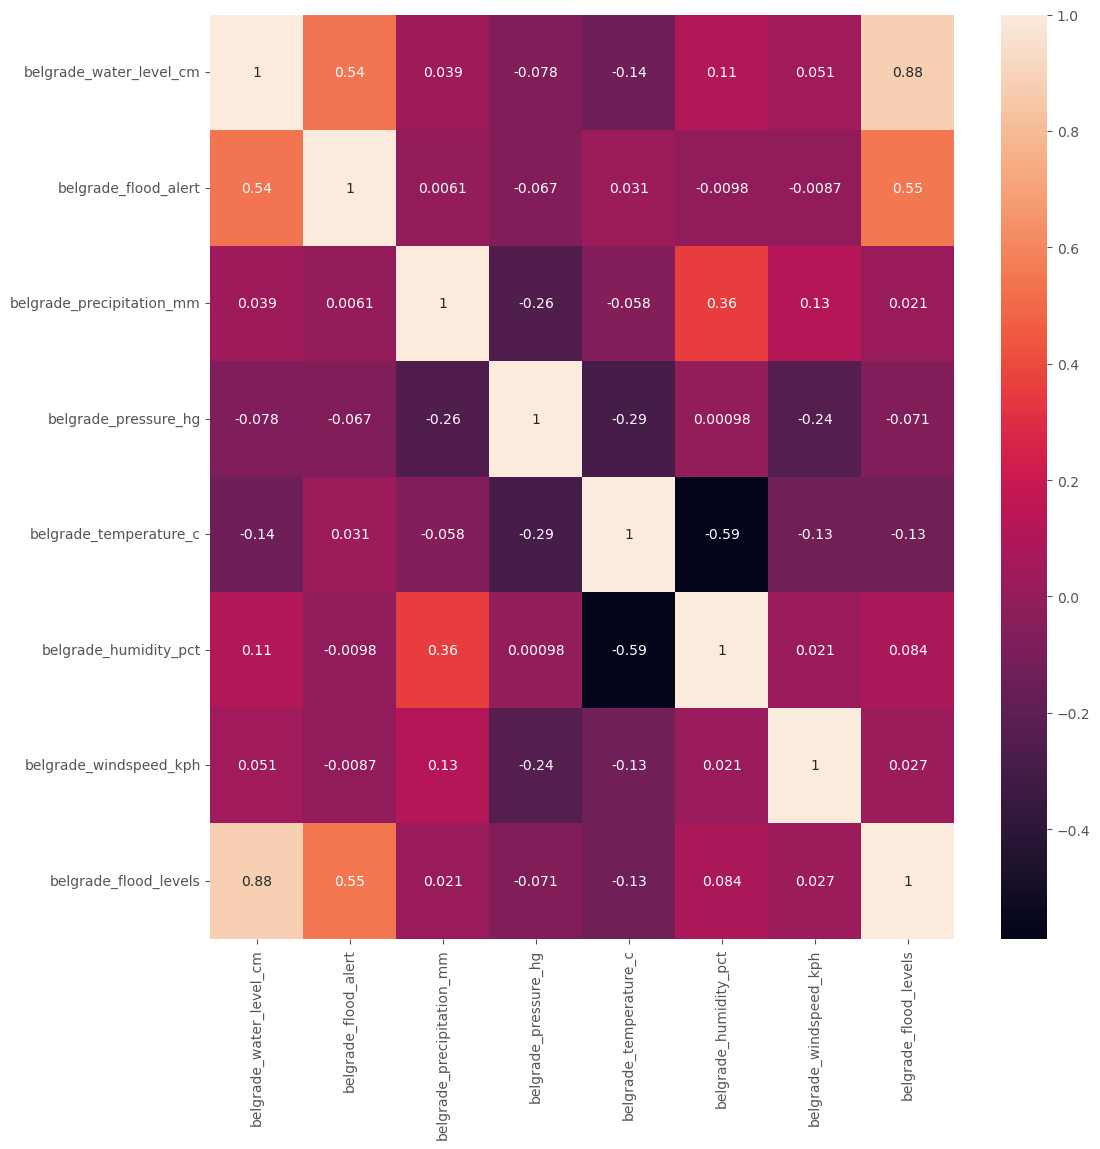 belgrade_water_level_cm 1 0.54 0.039 -0.078 -0.14 0.11 0.051 0.88
belgrade_flood_alert 0.54 1 0.0061 -0.067 0.031 -0.0098 -0.0087 0.55
belgrade_precipitation_mm 0.039 0.0061 1 -0.26 -0.058 0.36 0.13 0.021
belgrade_pressure_hg -0.078 -0.067 -0.26 1 -0.29 0.00098 -0.24 -0.071
belgrade_temperature_c -0.14 0.031 -0.058 -0.29 1 -0.59 -0.13 -0.13
belgrade_humidity_pct 0.11 -0.0098 0.36 0.00098 -0.59 1 0.021 0.084
belgrade_windspeed_kph 0.051 -0.0087 0.13 -0.24 -0.13 0.021 1 0.027
belgrade_flood_levels 0.88 0.55 0.021 -0.071 -0.13 0.084 0.027 1
belgrade_water_level_cm
belgrade_flood_alert
belgrade_precipitation_mm
belgrade_pressure_hg
belgrade_temperature_c
belgrade_humidity_pct
belgrade_windspeed_kph
belgrade_flood_levels
1.0
0.8
0.6
0.4
0.2
0.0
−0.2
−0.4